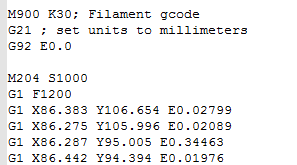 M900 K30; Filament gcode
G21 ; set units to millimeters
G92 E0.0
M204 S1000
G1 F1200
G1 X86.383 Y106.654 E0.02799
G1 X86.275 Y105.996 E0.02089
G1 X86.287 Y95.005 E0.34463
G1 X86.442 Y94.394 E0.01976